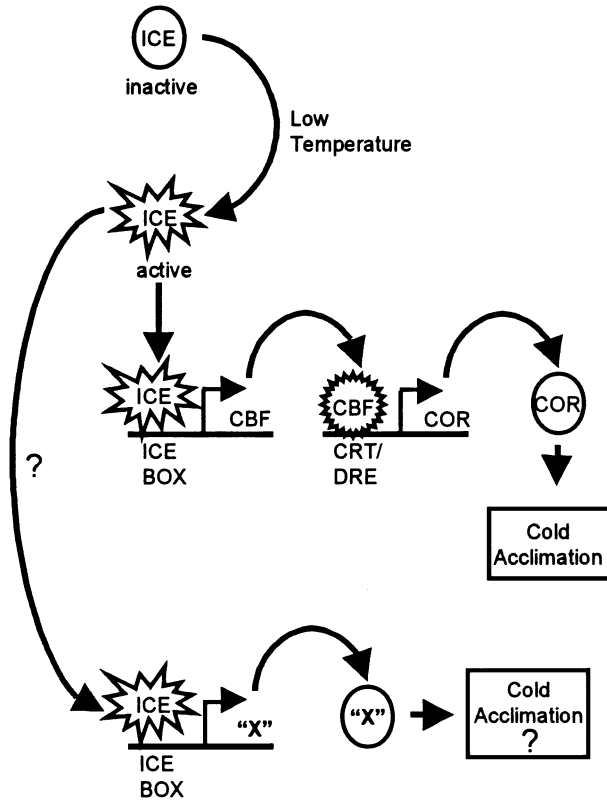 ICE
inactive
Low
Temperature
ICE
active
ICE
CBF
CBF
COR
COR
ICE
BOX
CRT/
DRE
?
Cold
Acclimation
ICE
"X"
"X"
Cold
Acclimation
?
ICE
BOX